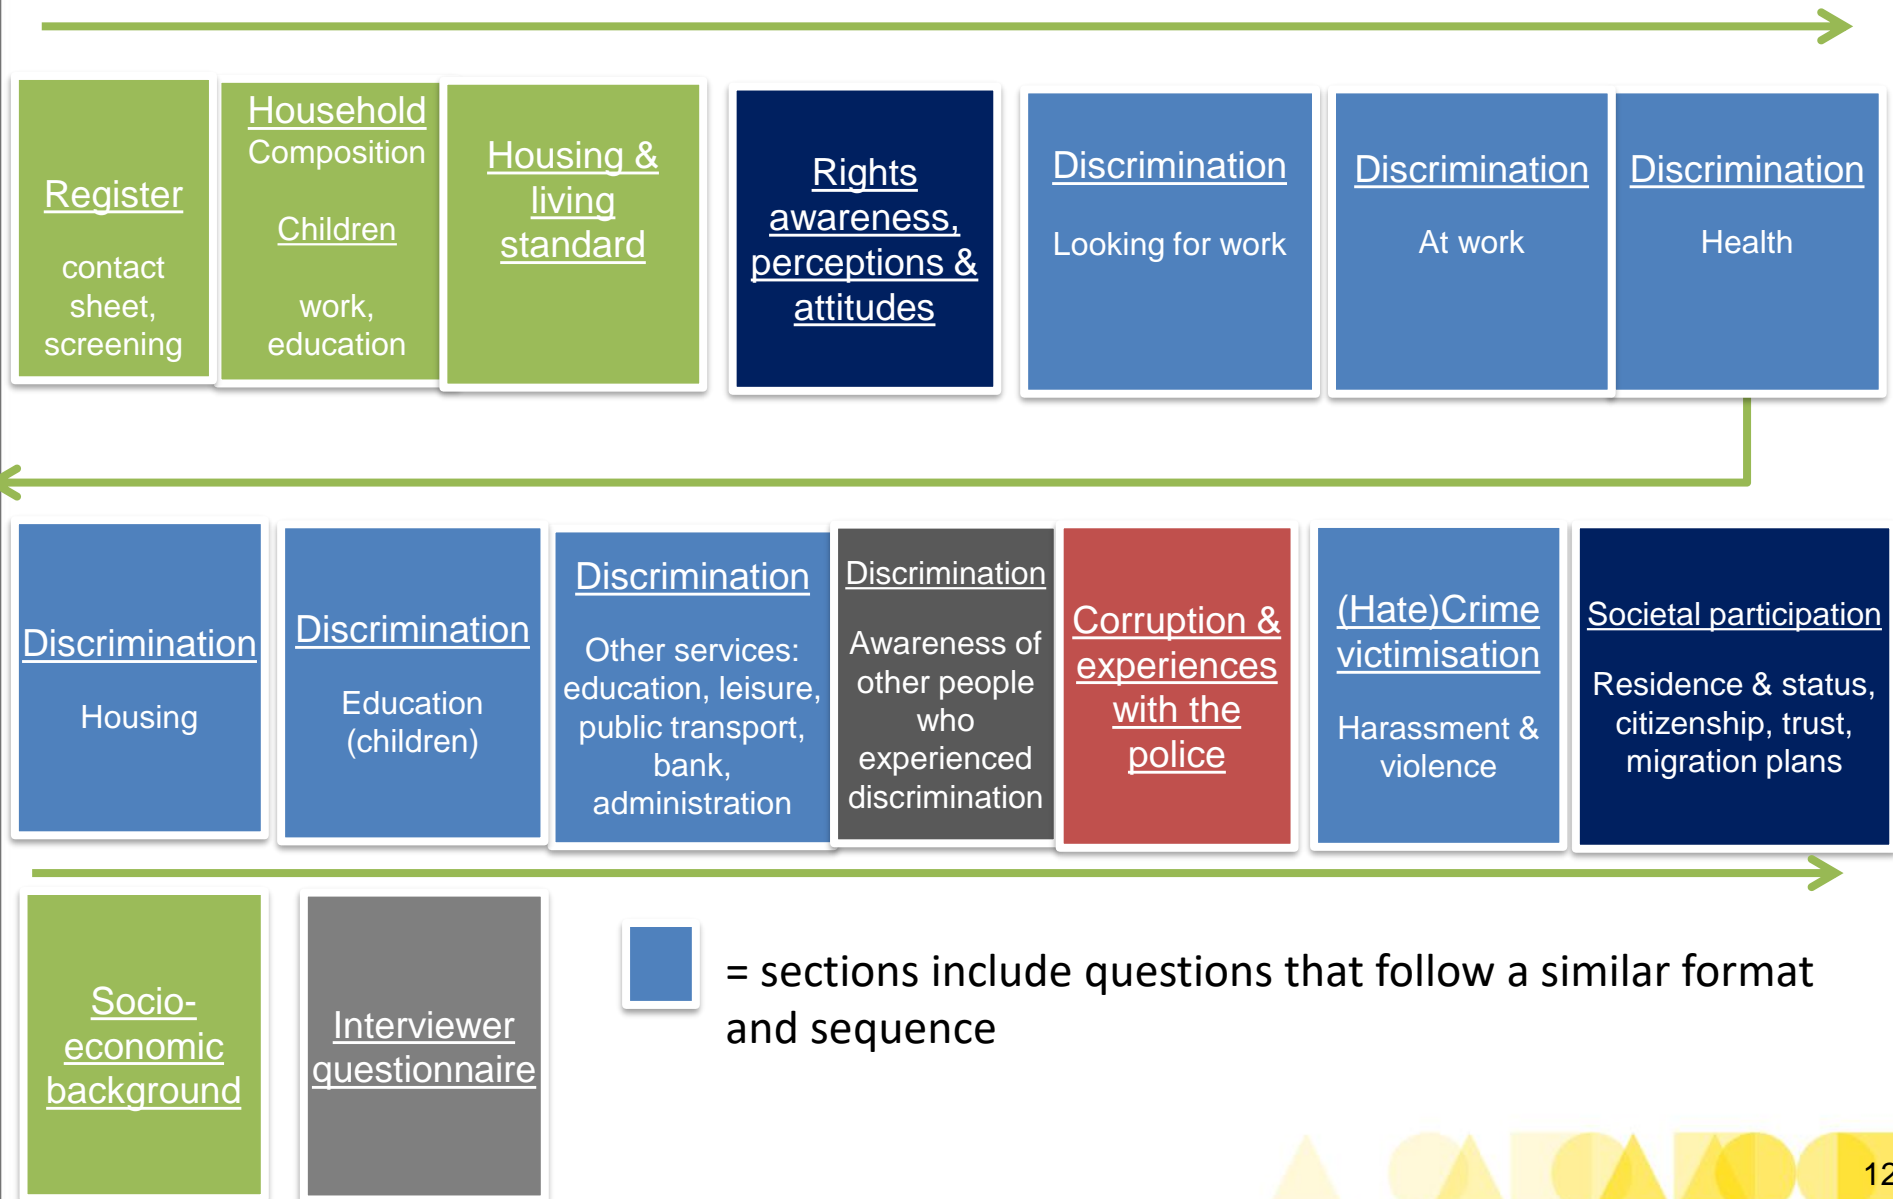 Register
contact
sheet,
screening
Household
Composition
Children
work,
education
Housing &
living
standard
Rights
awareness,
perceptions &
attitudes
Discrimination
Looking for work
Discrimination
At work
Discrimination
Health
Discrimination
Housing
Discrimination
Education
(children)
Discrimination
Other services:
education, leisure,
public transport,
bank,
administration
Discrimination
Awareness of
other people
who
experienced
discrimination
Corruption &
experiences
with the
police
(Hate)Crime
victimisation
Harassment &
violence
Societal participation
Residence & status,
citizenship, trust,
migration plans
Socio-
economic
background
Interviewer
questionnaire
= sections include questions that follow a similar format
and sequence
12